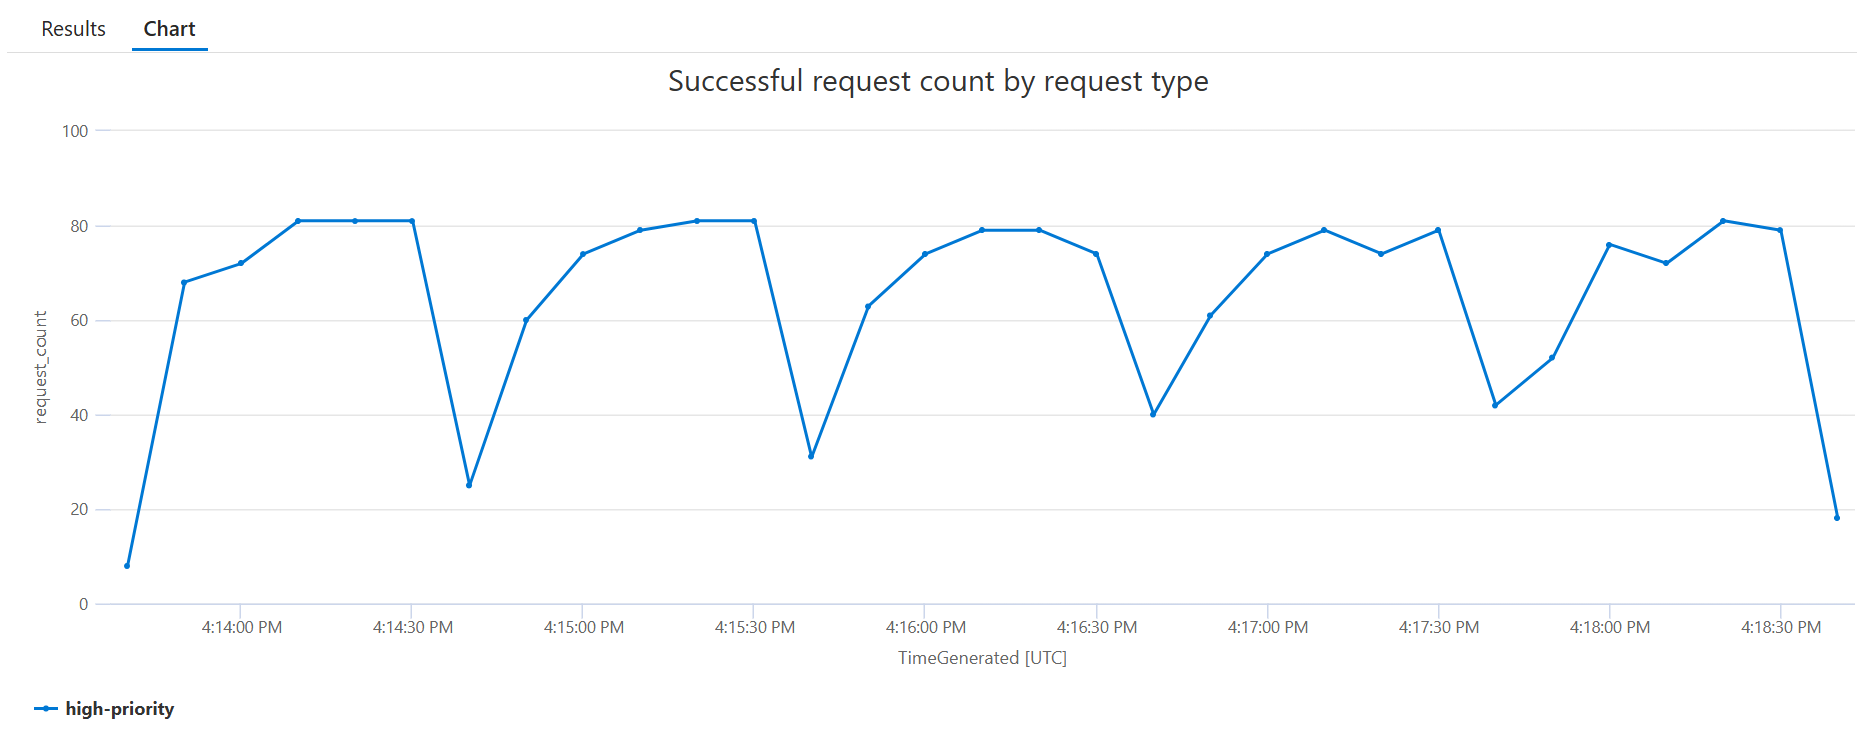 Results Chart
Successful request count by request type
100
80
60
40
20
0
request_count
4:14:00 PM 4:14:30 PM 4:15:00 PM 4:15:30 PM 4:16:00 PM 4:16:30 PM 4:17:00 PM 4:17:30 PM 4:18:00 PM 4:18:30 PM
TimeGenerated [UTC]
high-priority